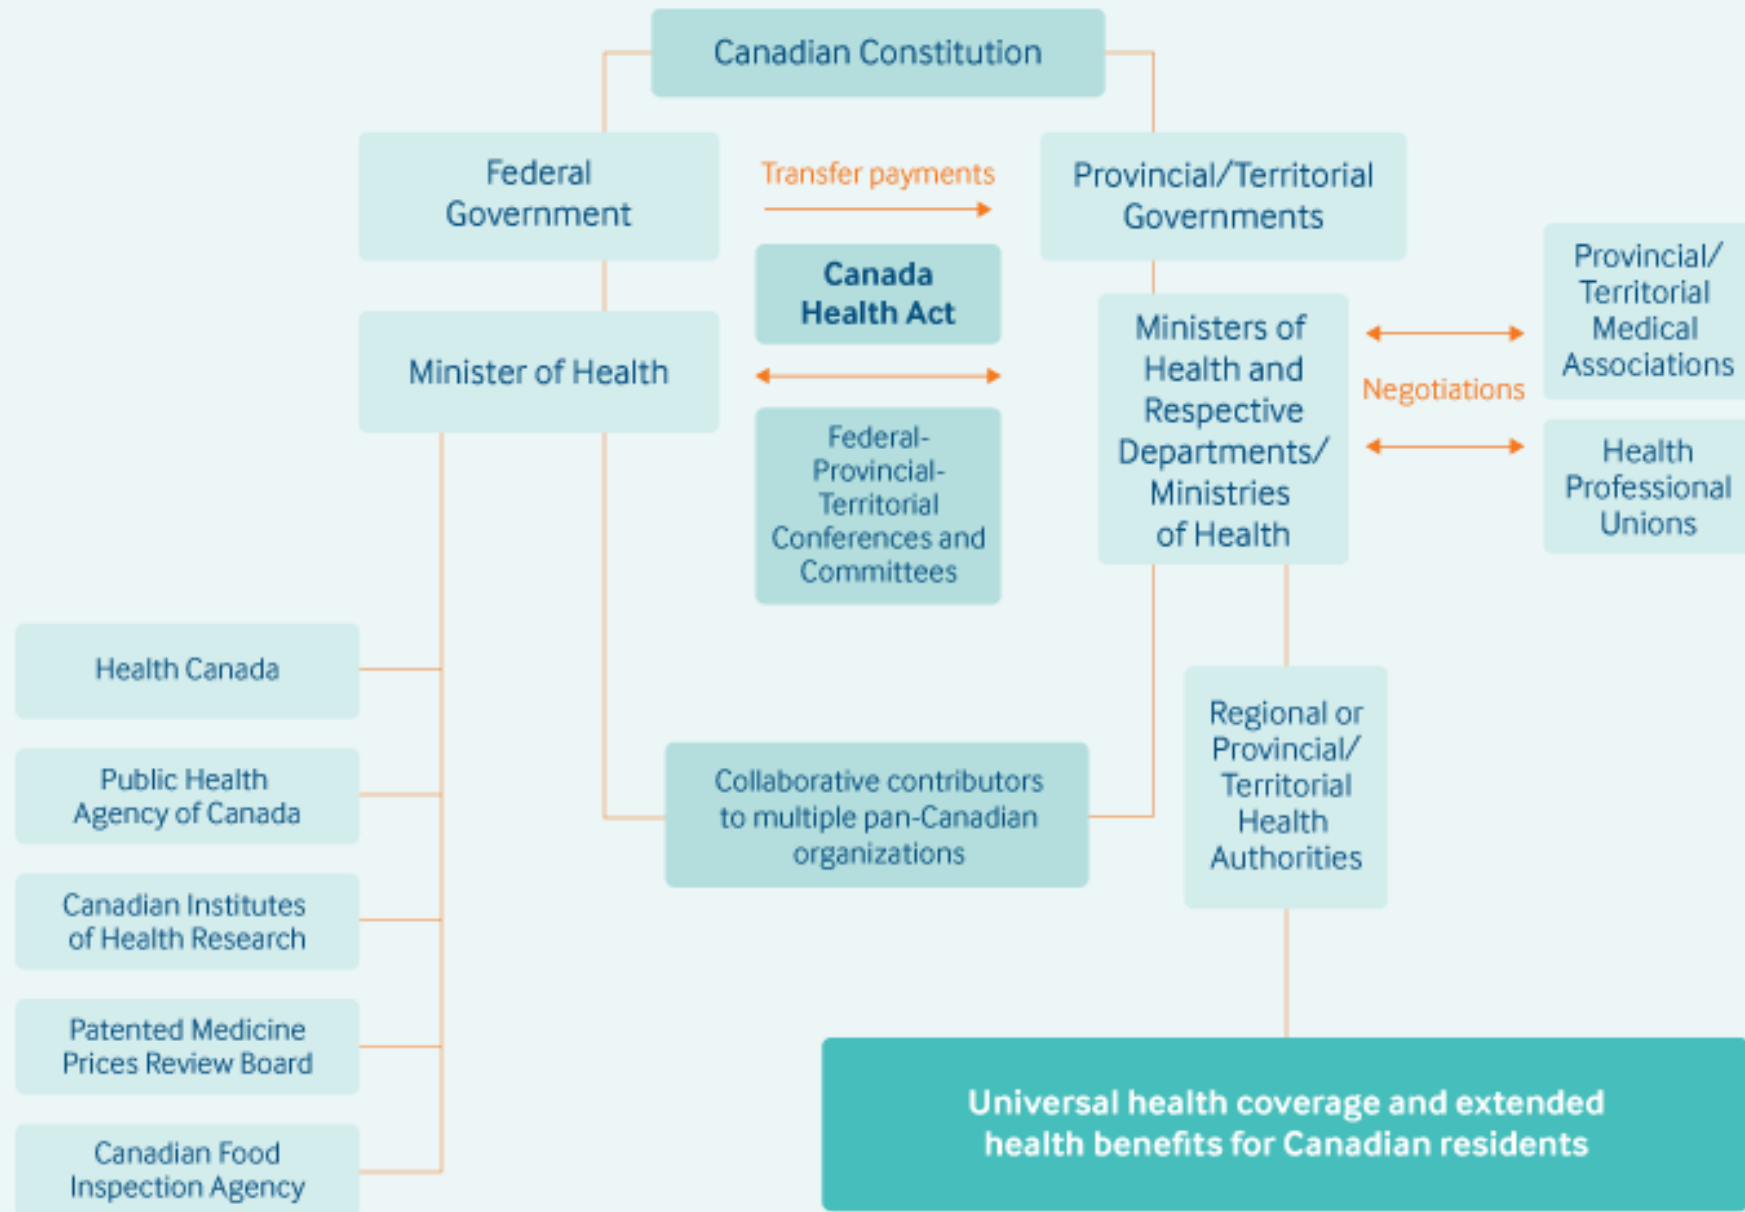 Canadian Constitution
Federal
Government
Transfer payments
Provincial/Territorial
Governments
Canada
Health Act
Minister of Health
Federal-
Provincial-
Territorial
Conferences and
Committees
Ministers of
Health and
Respective
Departments/
Ministries
of Health
Negotiations
Provincial/
Territorial
Medical
Associations
Health
Professional
Unions
Health Canada
Public Health
Agency of Canada
Canadian Institutes
of Health Research
Patented Medicine
Prices Review Board
Canadian Food
Inspection Agency
Collaborative contributors
to multiple pan-Canadian
organizations
Regional or
Provincial/
Territorial
Health
Authorities
Universal health coverage and extended
health benefits for Canadian residents